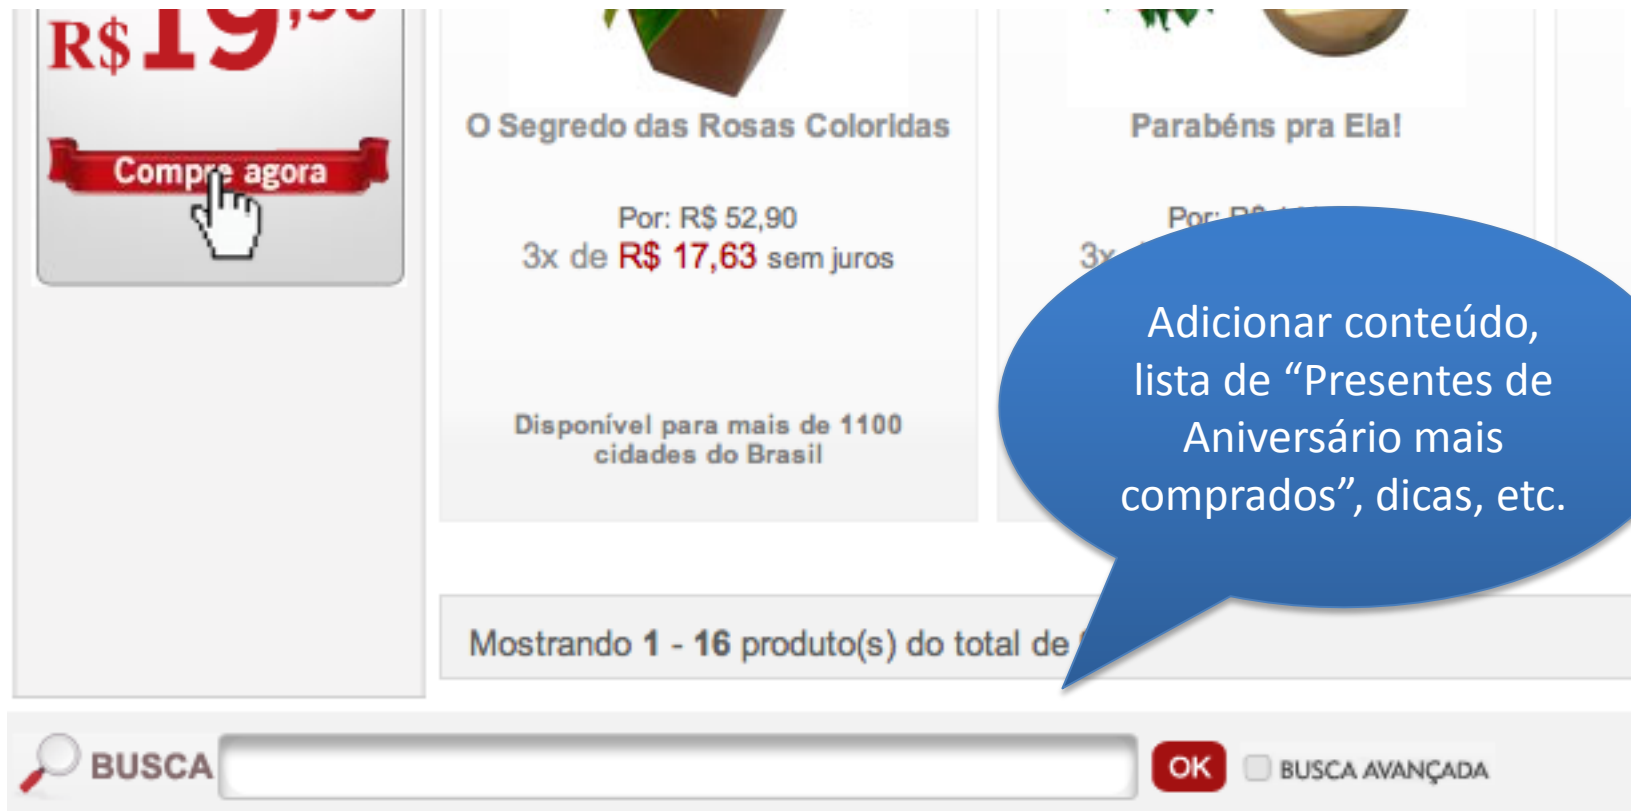 R$19
Compre agora
O Segredo das Rosas Coloridas
Por: R$ 52,90
3x de R$ 17,63 sem juros
Disponível para mais de 1100
cidades do Brasil
Parabéns pra Ela!
Por: R$
3x
Adicionar conteúdo,
lista de “Presentes de
Aniversário mais
comprados”, dicas, etc.
Mostrando 1 - 16 produto(s) do total de
BUSCA
OK
BUSCA AVANÇADA